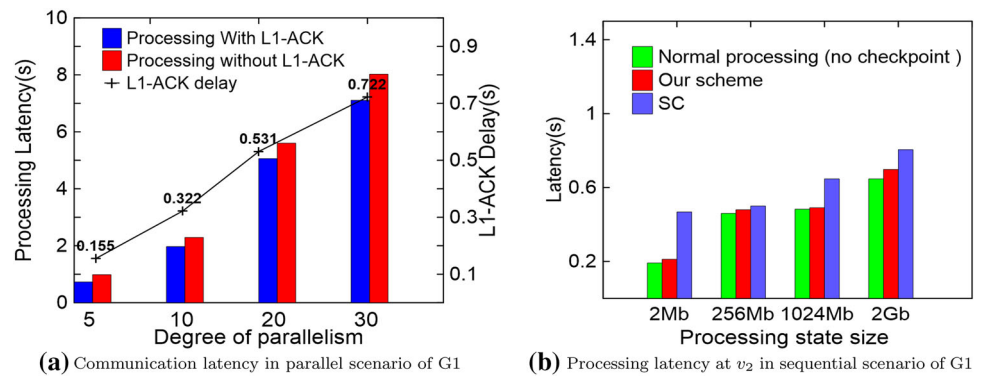 Processing Latency(s)
10
8
6
4
2
0
Processing With L1-ACK
Processing without L1-ACK
L1-ACK delay
0.155
0.322
0.531
0.722
0.9
0.7
0.5
0.3
0.1
L1-ACK Delay(s)
5 10 20 30
Degree of parallelism
(a) Communication latency in parallel scenario of G1
Latency(s)
1.4
1
0.6
0.2
Normal processing (no checkpoint )
Our scheme
SC
2Mb 256Mb 1024Mb 2Gb
Processing state size
(b) Processing latency at v2 in sequential scenario of G1